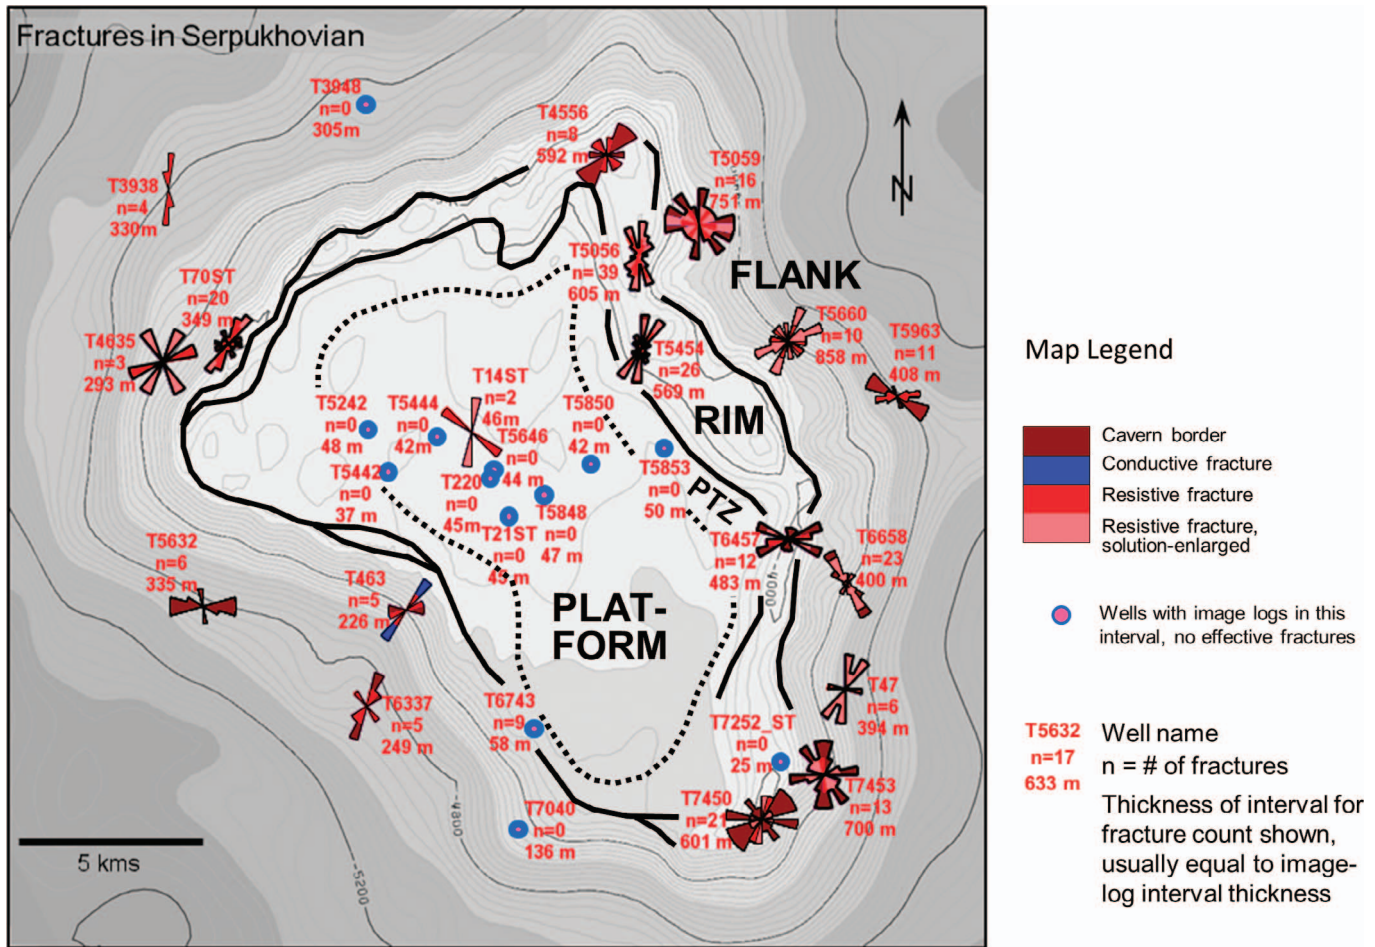 Fractures in Serpukhovian
T3948
n=0
305m
T4556
n=8
592 m
T5059
n=16
751 m
N
T3938
n=4
330m
T70ST
n=20
349 m
T5056
n= 39
605 m
FLANK
T4635
n=3
293 m
T5660
n=10
858 m
T5963
n=11
408 m
T5454
n=26
569 m
RIM
T14ST
n=2
46m
T5242
n=0
48 m
T5444
n=0
42m
T5646
n=0
44 m
T5850
n=0
42 m
T5853
n=0
50 m
T5442
n=0
37 m
T220
n=0
45m
T5848
n=0
47 m
T21ST
n=0
45 m
PTZ
T6457
n=12
483 m
T6658
n=23
400 m
-4000
T5632
n=6
335 m
T463
n=5
226 m
PLAT-
FORM
T6337
n=5
249 m
T6743
n=9
58 m
T47
n=6
394 m
T7252_ST
n=0
25 m
T7453
n=13
700 m
T7450
n=21
601 m
T7040
n=0
136 m
-4800
-5200
5 kms
Map Legend
Cavern border
Conductive fracture
Resistive fracture
Resistive fracture,
solution-enlarged
Wells with image logs in this
interval, no effective fractures
T5632
n=17
633 m
Well name
n = # of fractures
Thickness of interval for
fracture count shown,
usually equal to image-
log interval thickness